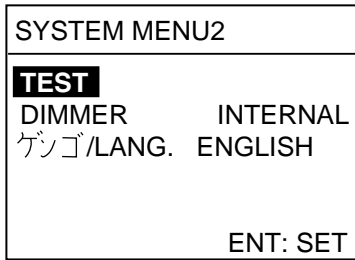 SYSTEM MENU2
TEST
DIMMER INTERNAL
ゲンゴ/LANG. ENGLISH
ENT: SET